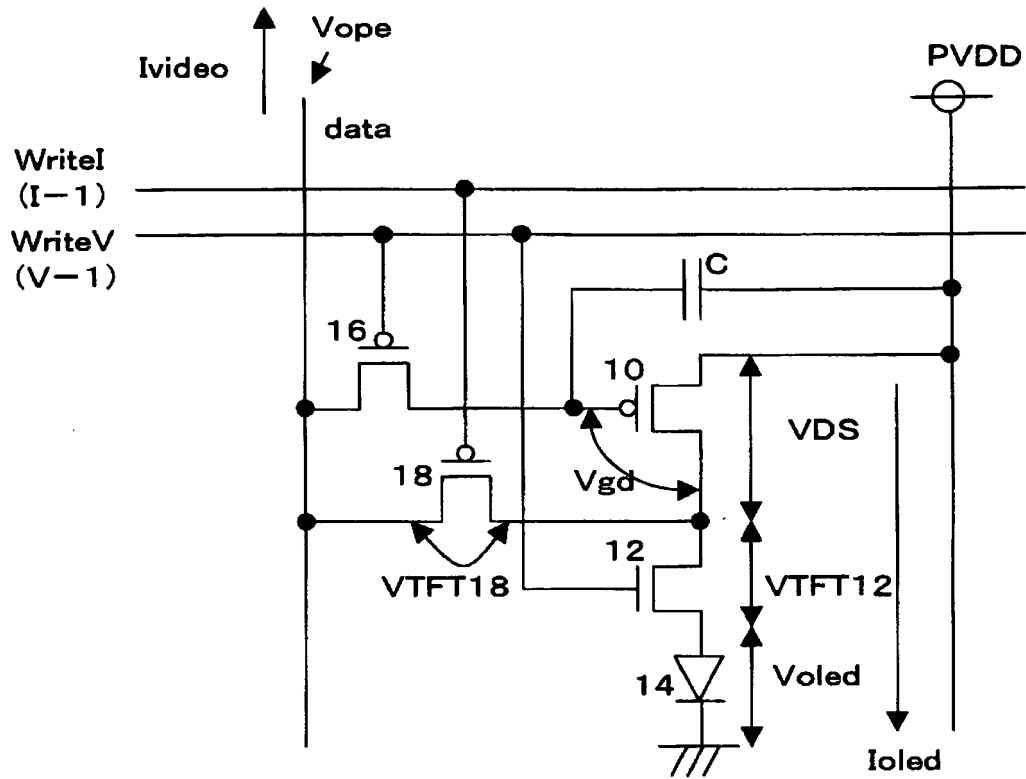 Vope
Ivideo
PVDD
data
WriteI
(I−1)
WriteV
(V−1)
C
16
10
VDS
18
Vgd
12
VTFT18
VTFT12
14
Voled
Ioled